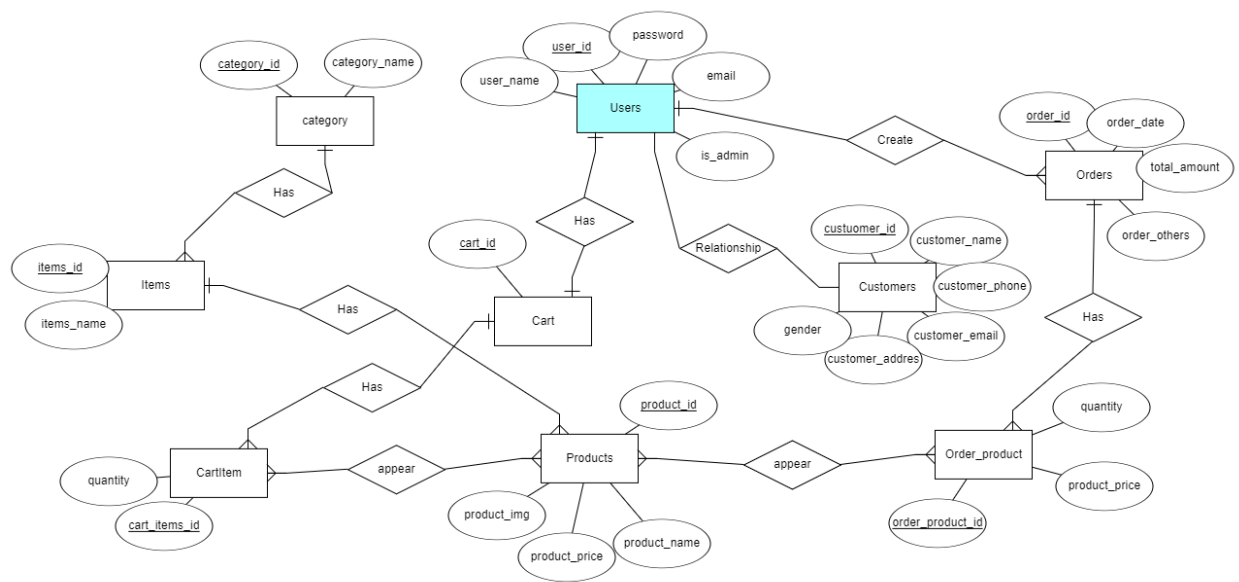 password
user_id
category_name
category_id
email
user_name
Users
category
order_id
order_date
Create
is_admin
total_amount
Orders
Has
Has
custuomer_id
order_others
cart_id
customer_name
Relationship
items_id
Items
Customers
customer_phone
Has
Has
Cart
items_name
gender
customer_email
customer_addres
Has
product_id
quantity
Products
Order_product
appear
appear
CartItem
quantity
product_price
product_img
order_product_id
cart_items_id
product_name
product_price